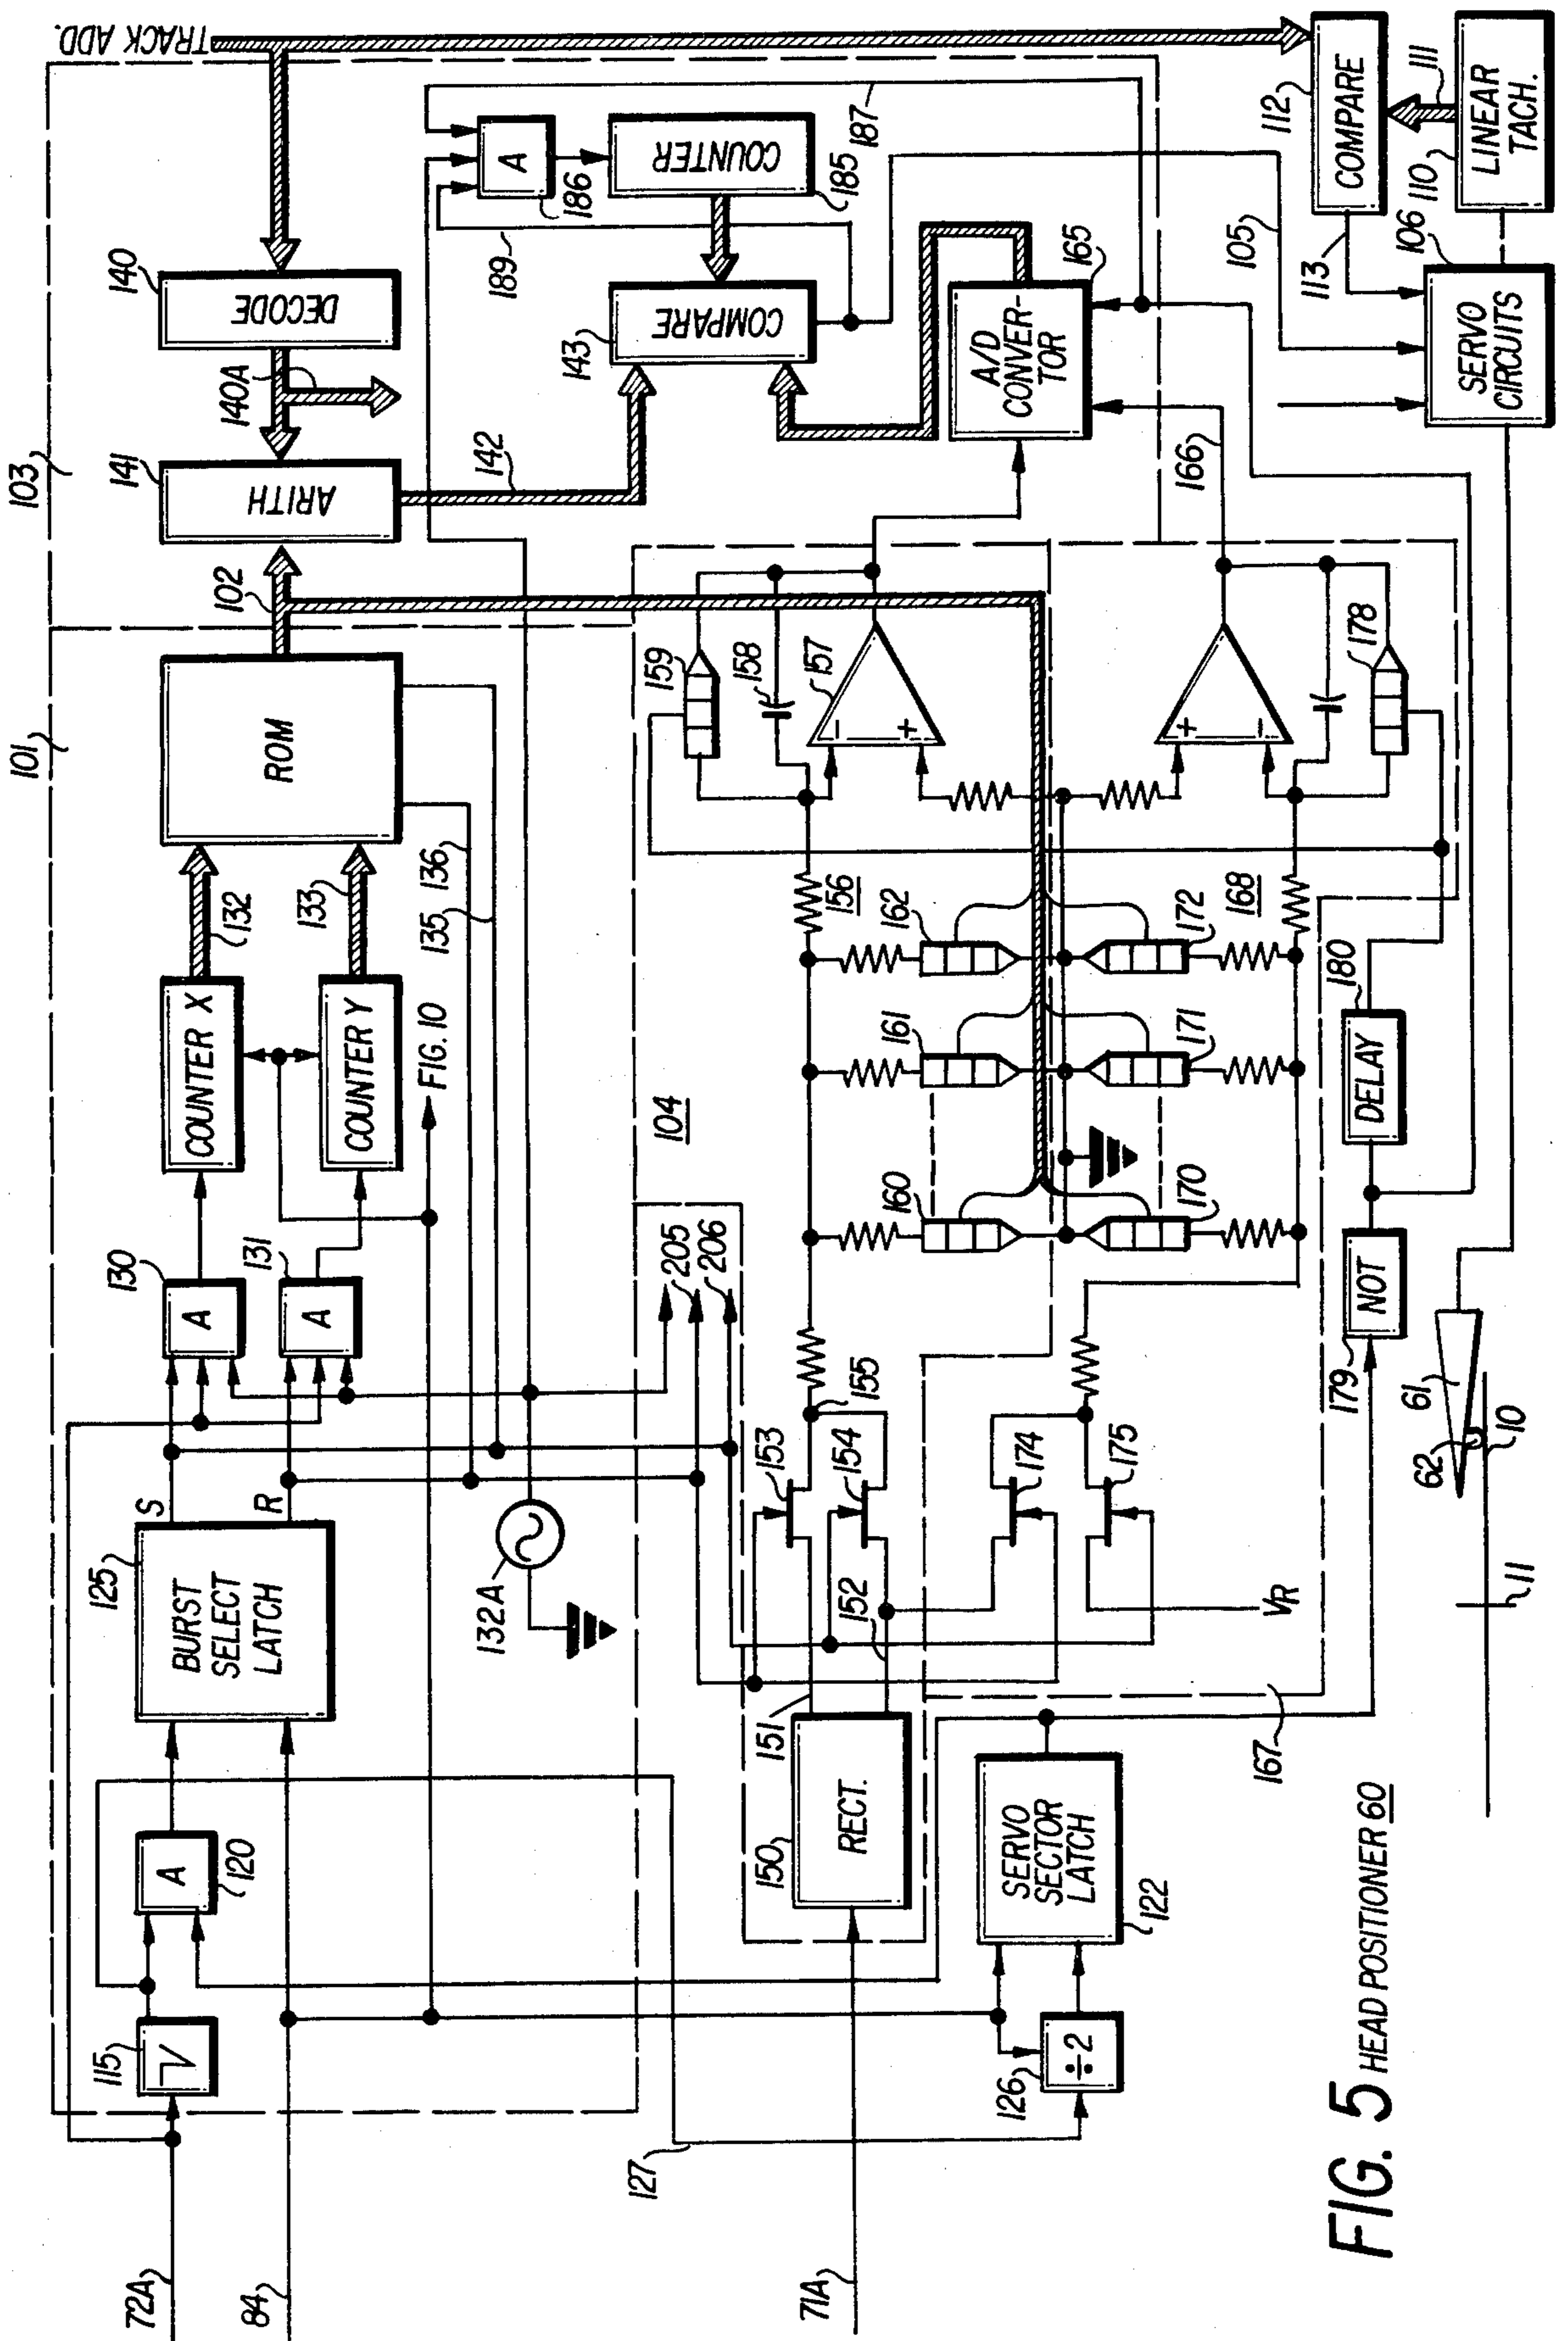 TRACK ADD.
103
140
DECODE
140A
141
ARITH
142
143
COMPARE
189
A
186
COUNTER
185
187
105
112
COMPARE
111
113
110
LINEAR
TACH.
106
SERVO
CIRCUITS
165
A/D
CONVER-
TOR
166
101
102
ROM
132
133
136
135
COUNTER X
COUNTER Y
FIG. 10
130
A
131
A
S
R
125
BURST
SELECT
LATCH
132A
A
120
115
72A
84
127
71A
104
159
158
157
156
162
161
160
168
172
171
170
178
205
206
155
153
154
174
175
VR
151
152
150
RECT.
167
SERVO
SECTOR
LATCH
122
126
÷2
180
DELAY
NOT
179
61
62
10
11
FIG. 5 HEAD POSITIONER 60